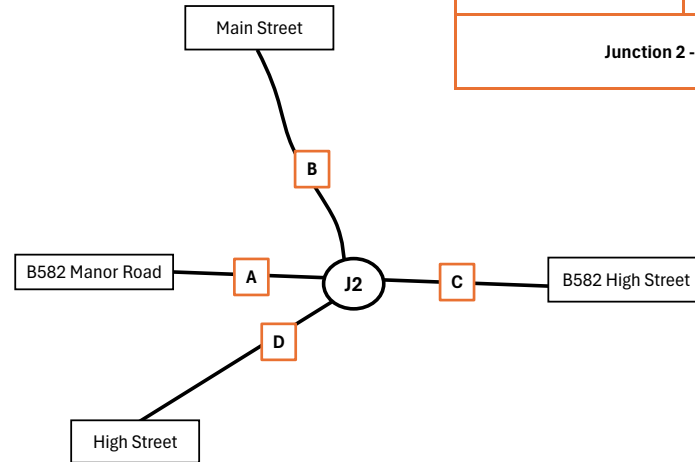 Main Street
Junction 2 -
B
B582 Manor Road
A
J2
C
B582 High Street
D
High Street